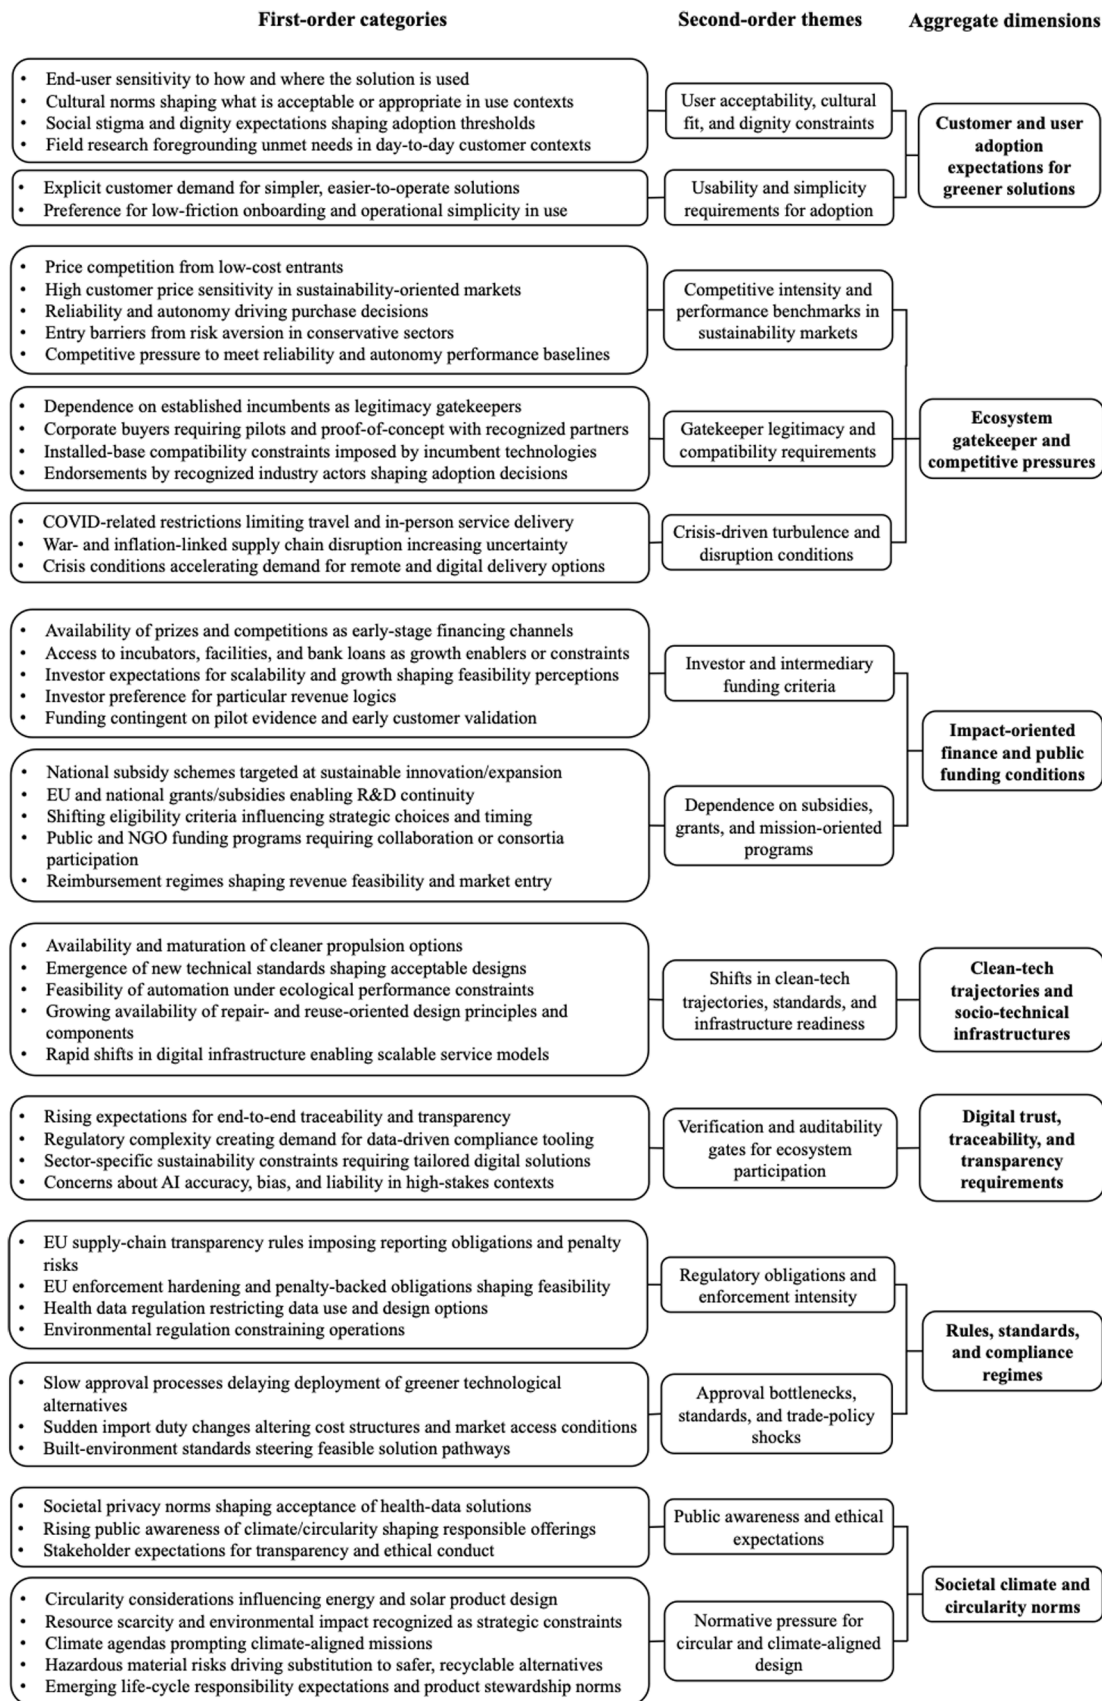 First-order categories
Second-order themes
Aggregate dimensions
• End-user sensitivity to how and where the solution is used
• Cultural norms shaping what is acceptable or appropriate in use contexts
• Social stigma and dignity expectations shaping adoption thresholds
• Field research foregrounding unmet needs in day-to-day customer contexts
User acceptability, cultural
fit, and dignity constraints
• Explicit customer demand for simpler, easier-to-operate solutions
• Preference for low-friction onboarding and operational simplicity in use
Usability and simplicity
requirements for adoption
Customer and user
adoption
expectations for
greener solutions
• Price competition from low-cost entrants
• High customer price sensitivity in sustainability-oriented markets
• Reliability and autonomy driving purchase decisions
• Entry barriers from risk aversion in conservative sectors
• Competitive pressure to meet reliability and autonomy performance baselines
Competitive intensity and
performance benchmarks in
sustainability markets
• Dependence on established incumbents as legitimacy gatekeepers
• Corporate buyers requiring pilots and proof-of-concept with recognized partners
• Installed-base compatibility constraints imposed by incumbent technologies
• Endorsements by recognized industry actors shaping adoption decisions
Gatekeeper legitimacy and
compatibility requirements
• COVID-related restrictions limiting travel and in-person service delivery
• War- and inflation-linked supply chain disruption increasing uncertainty
• Crisis conditions accelerating demand for remote and digital delivery options
Crisis-driven turbulence and
disruption conditions
Ecosystem
gatekeeper and
competitive pressures
• Availability of prizes and competitions as early-stage financing channels
• Access to incubators, facilities, and bank loans as growth enablers or constraints
• Investor expectations for scalability and growth shaping feasibility perceptions
• Investor preference for particular revenue logics
• Funding contingent on pilot evidence and early customer validation
Investor and intermediary
funding criteria
• National subsidy schemes targeted at sustainable innovation/expansion
• EU and national grants/subsidies enabling R&D continuity
• Shifting eligibility criteria influencing strategic choices and timing
• Public and NGO funding programs requiring collaboration or consortia
participation
• Reimbursement regimes shaping revenue feasibility and market entry
Dependence on subsidies,
grants, and mission-oriented
programs
Impact-oriented
finance and public
funding conditions
• Availability and maturation of cleaner propulsion options
• Emergence of new technical standards shaping acceptable designs
• Feasibility of automation under ecological performance constraints
• Growing availability of repair- and reuse-oriented design principles and
components
• Rapid shifts in digital infrastructure enabling scalable service models
Shifts in clean-tech
trajectories, standards, and
infrastructure readiness
Clean-tech
trajectories and
socio-technical
infrastructures
• Rising expectations for end-to-end traceability and transparency
• Regulatory complexity creating demand for data-driven compliance tooling
• Sector-specific sustainability constraints requiring tailored digital solutions
• Concerns about AI accuracy, bias, and liability in high-stakes contexts
Verification and auditability
gates for ecosystem
participation
Digital trust,
traceability, and
transparency
requirements
• EU supply-chain transparency rules imposing reporting obligations and penalty
risks
• EU enforcement hardening and penalty-backed obligations shaping feasibility
• Health data regulation restricting data use and design options
• Environmental regulation constraining operations
Regulatory obligations and
enforcement intensity
• Slow approval processes delaying deployment of greener technological
alternatives
• Sudden import duty changes altering cost structures and market access conditions
• Built-environment standards steering feasible solution pathways
Approval bottlenecks,
standards, and trade-policy
shocks
Rules, standards,
and compliance
regimes
• Societal privacy norms shaping acceptance of health-data solutions
• Rising public awareness of climate/circularity shaping responsible offerings
• Stakeholder expectations for transparency and ethical conduct
Public awareness and ethical
expectations
• Circularity considerations influencing energy and solar product design
• Resource scarcity and environmental impact recognized as strategic constraints
• Climate agendas prompting climate-aligned missions
• Hazardous material risks driving substitution to safer, recyclable alternatives
• Emerging life-cycle responsibility expectations and product stewardship norms
Normative pressure for
circular and climate-aligned
design
Societal climate and
circularity norms